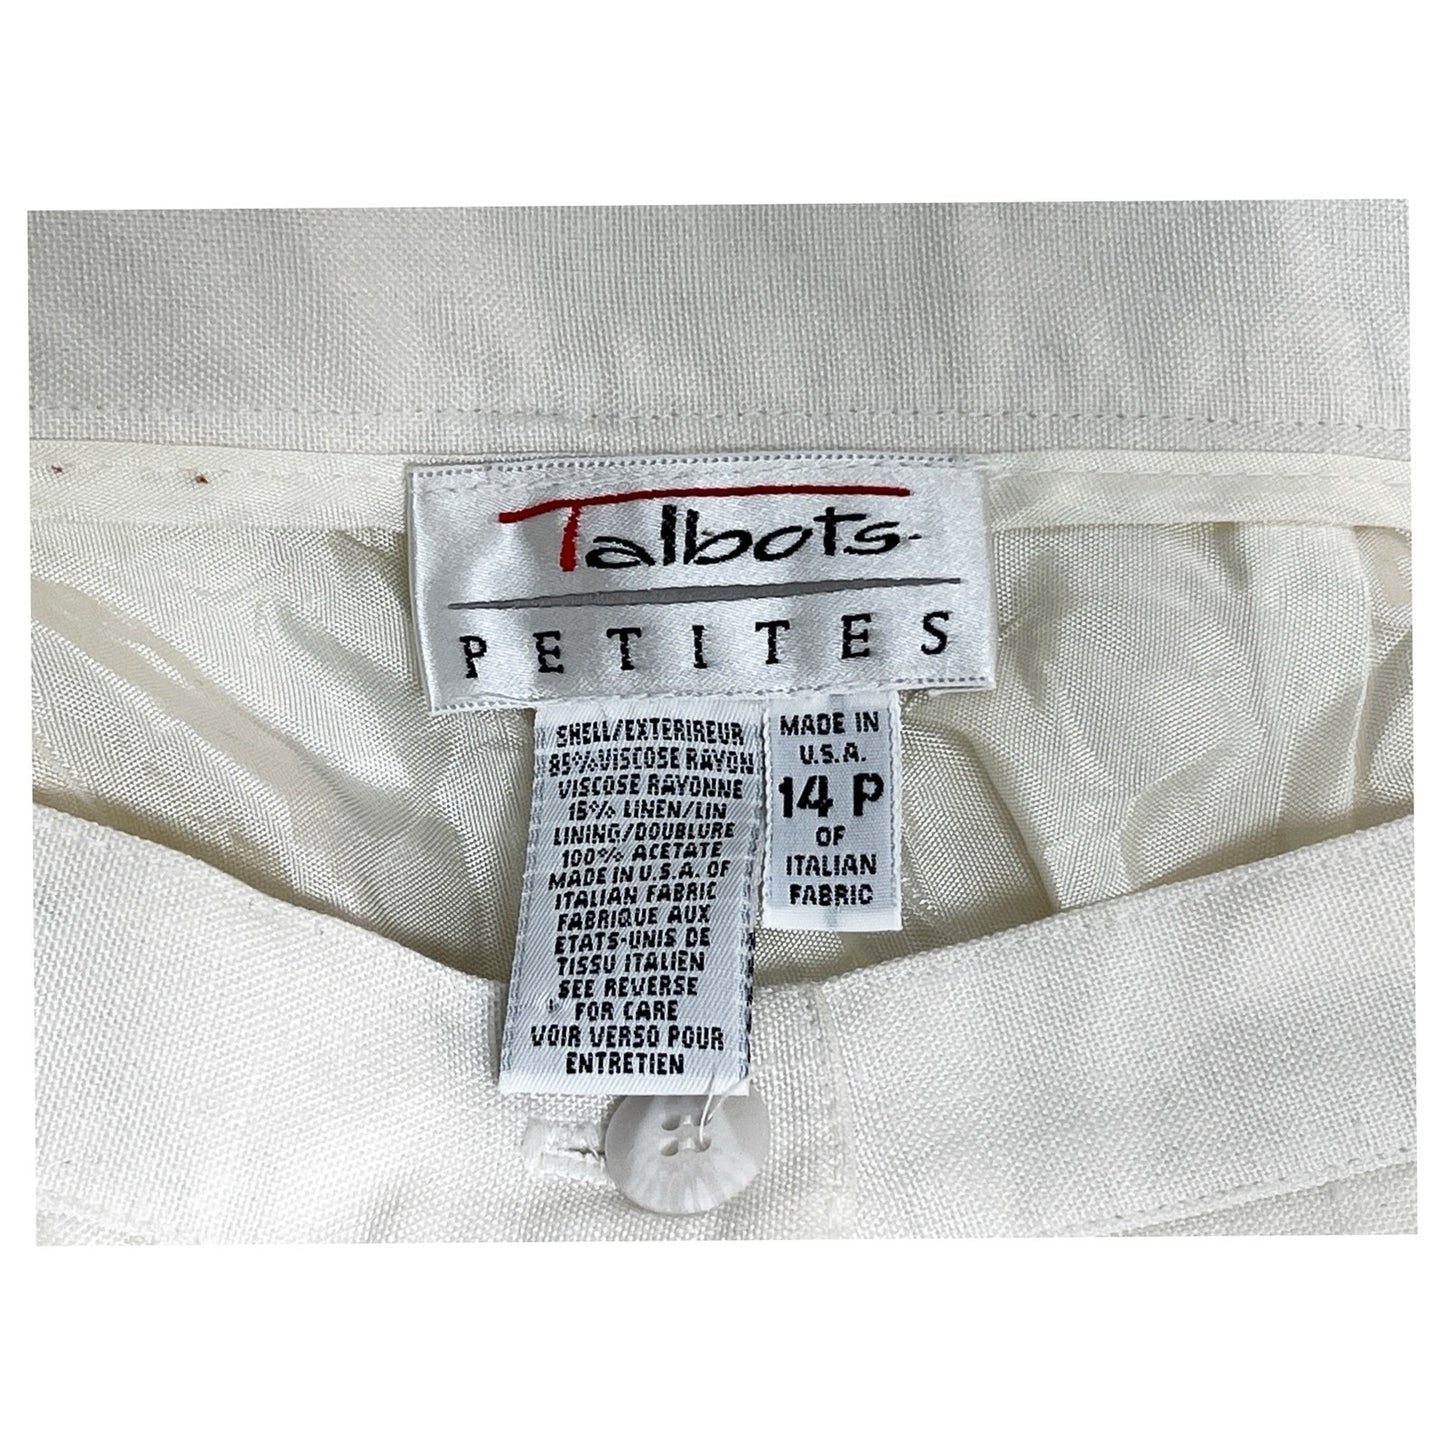 Talbots
PETITES
SHELL/EXTERIREUR
85% VISCOSE RAYON
VISCOSE RAYONNE
15% LINEN/LIN
LINING/DOUBLURE
100% ACETATE
MADE IN U.S.A. OF
ITALIAN FABRIC
FABRIQUE AUX
ETATS-UNIS DE
TISSU ITALIEN
SEE REVERSE
FOR CARE
VOIR VERSO POUR
ENTRETIEN
MADE IN
U.S.A.
14 P
OF
ITALIAN
FABRIC